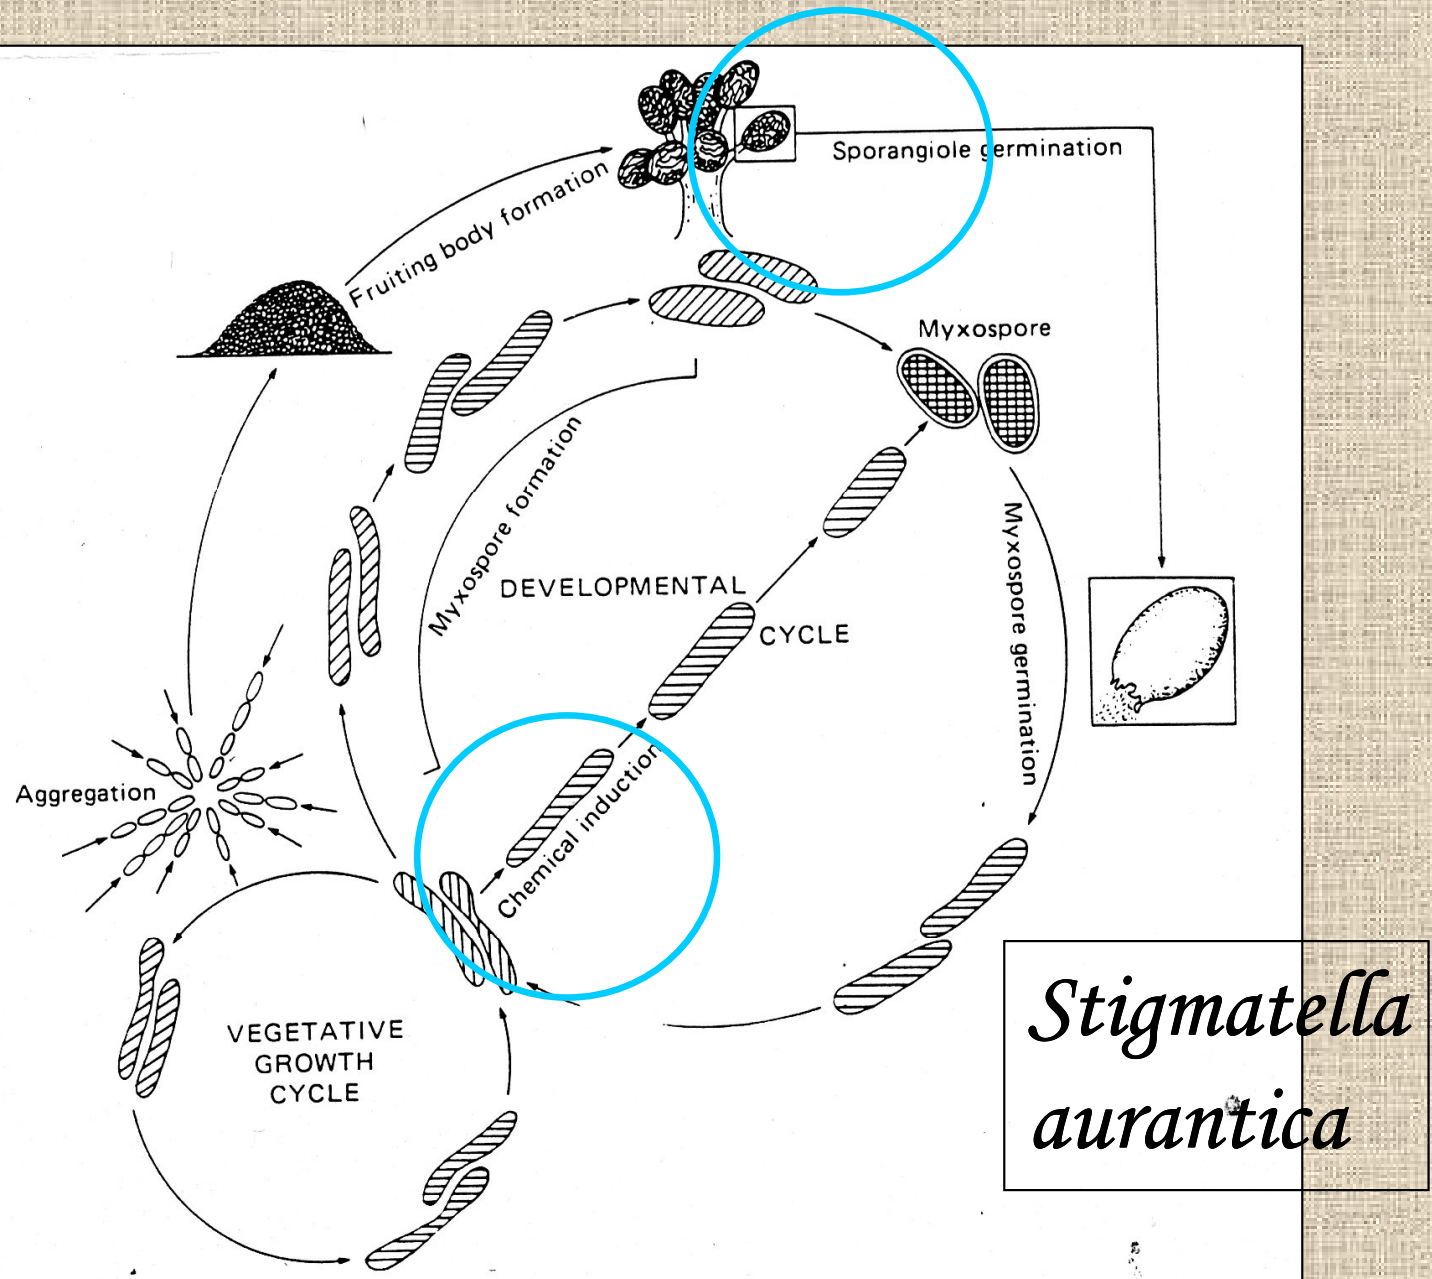 Sporangiole germination
Fruiting body formation
Myxospore
Myxospore formation
DEVELOPMENTAL
CYCLE
Myxospore germination
Aggregation
Chemical induction
VEGETATIVE
GROWTH
CYCLE
Stigmatella
aurantica